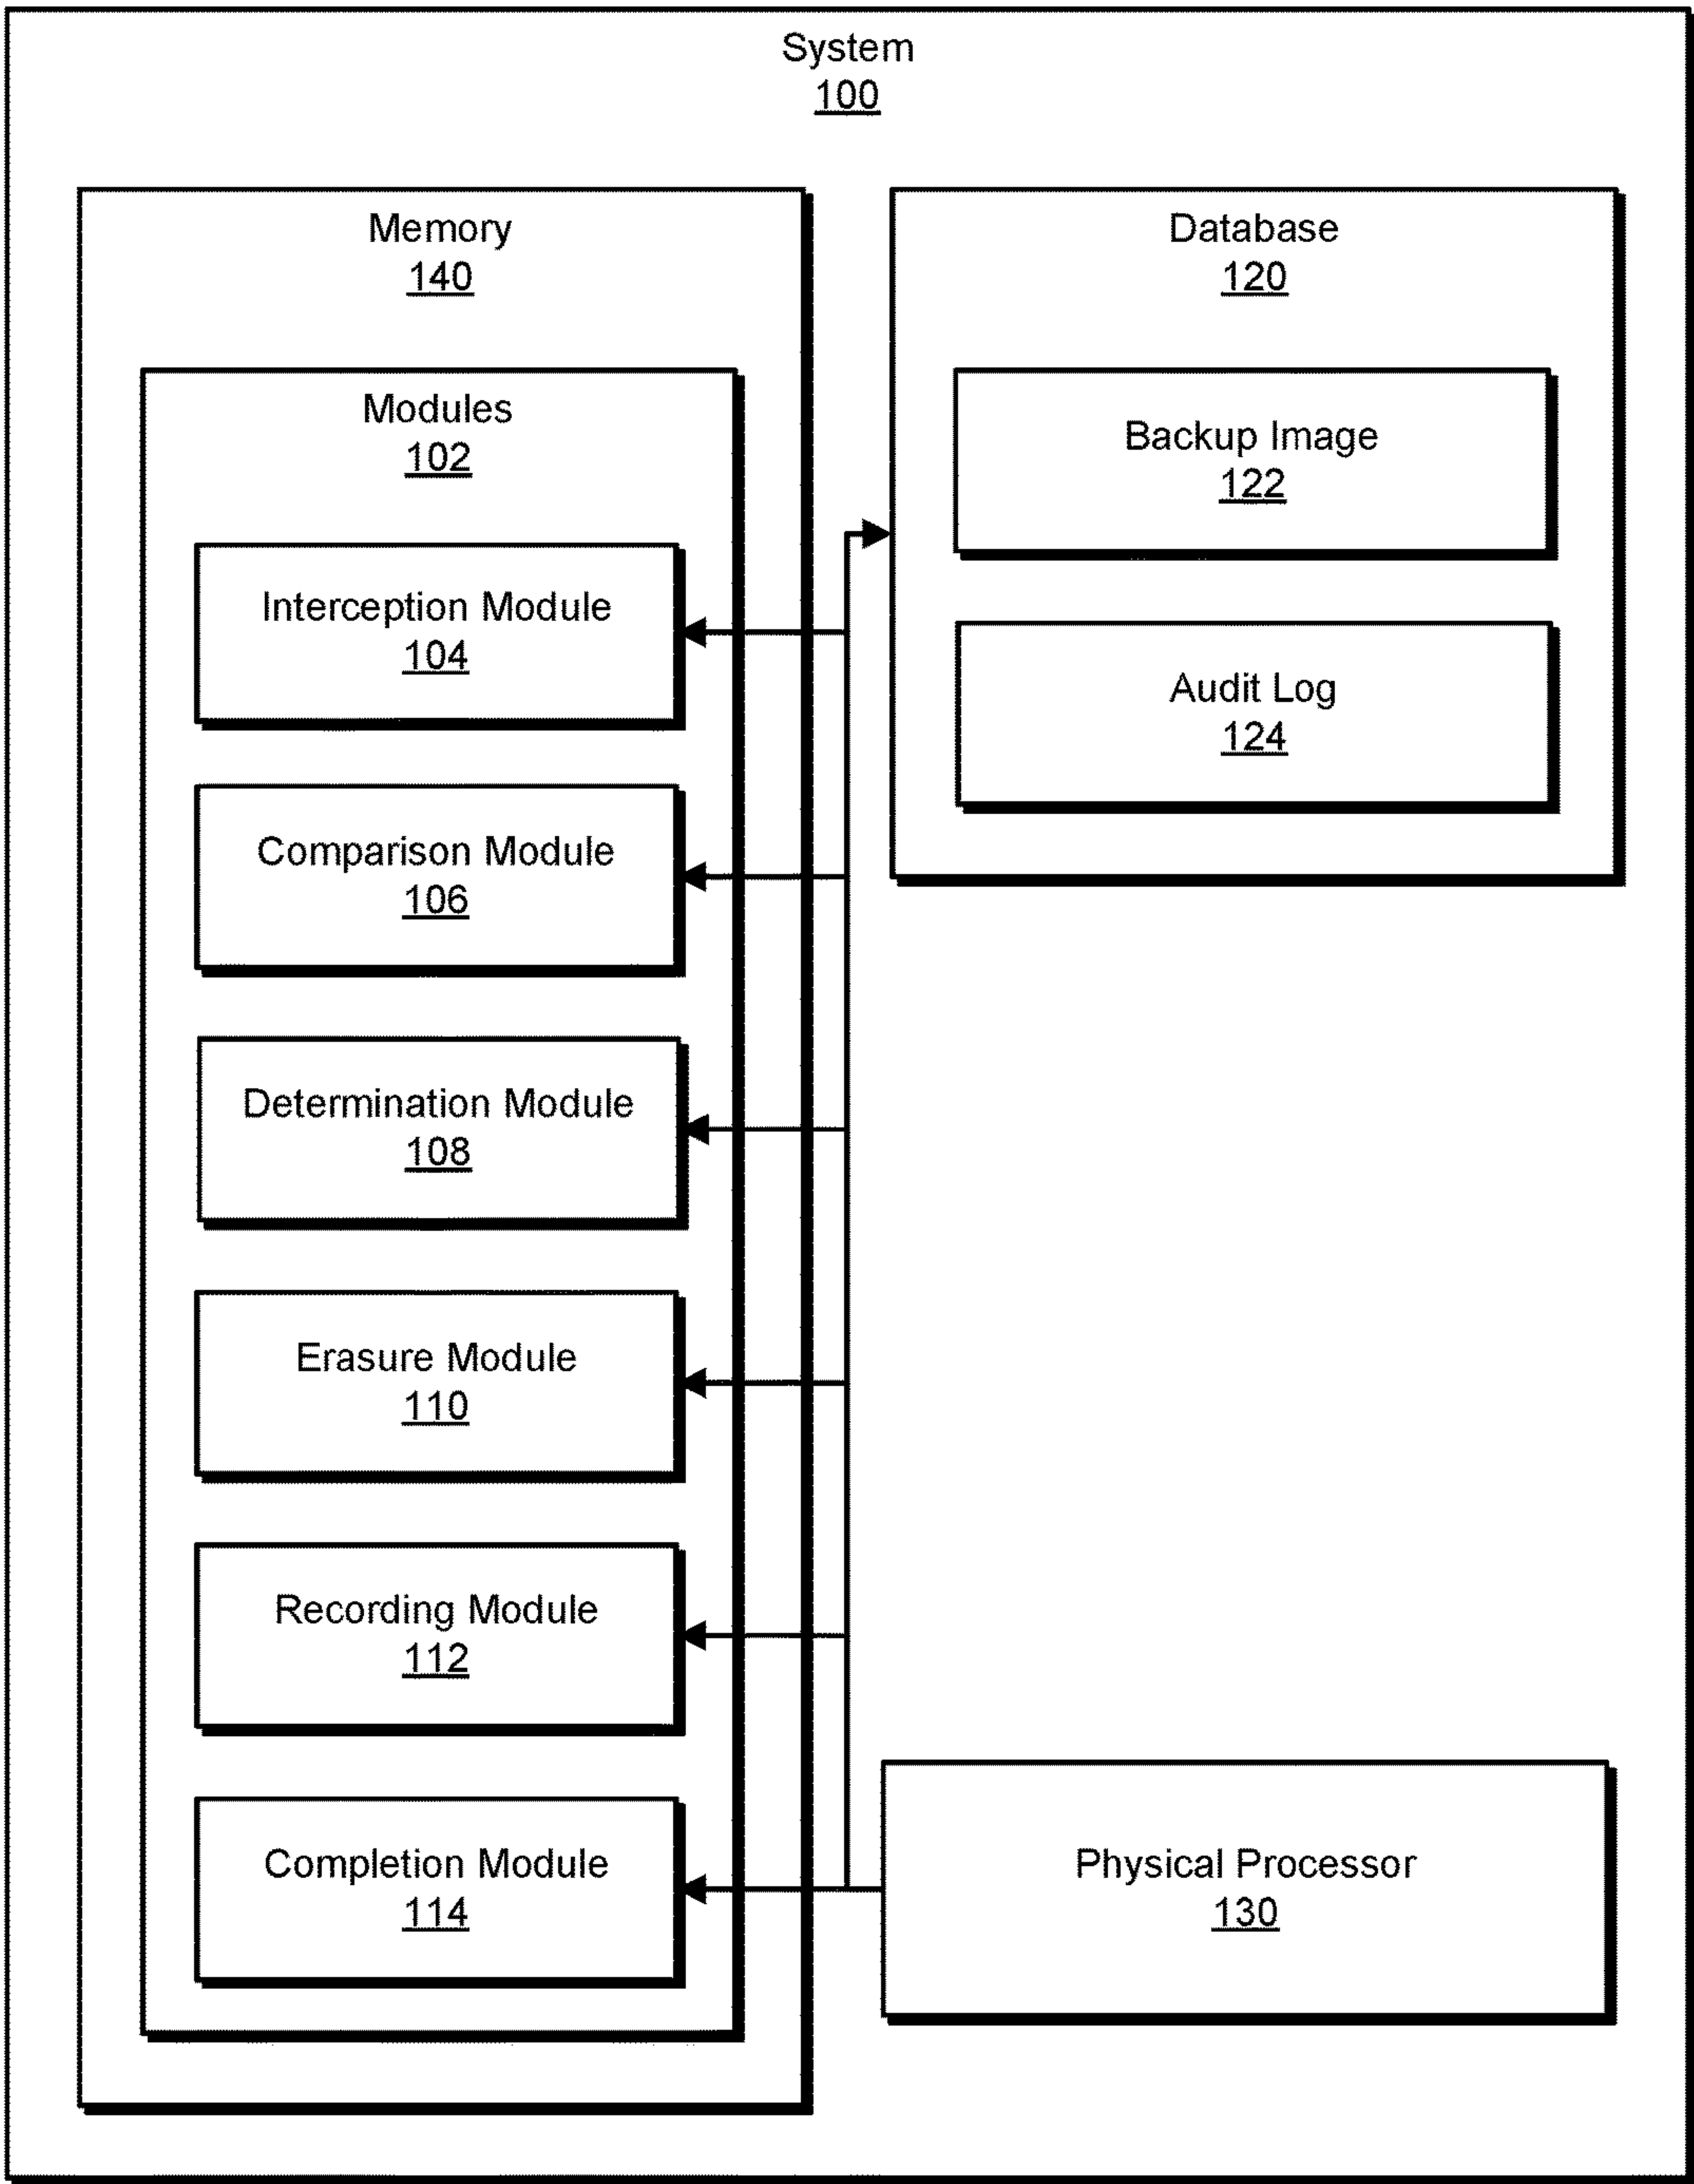 System
100
Memory
140
Modules
102
Interception Module
104
Comparison Module
106
Determination Module
108
Erasure Module
110
Recording Module
112
Completion Module
114
Database
120
Backup Image
122
Audit Log
124
Physical Processor
130